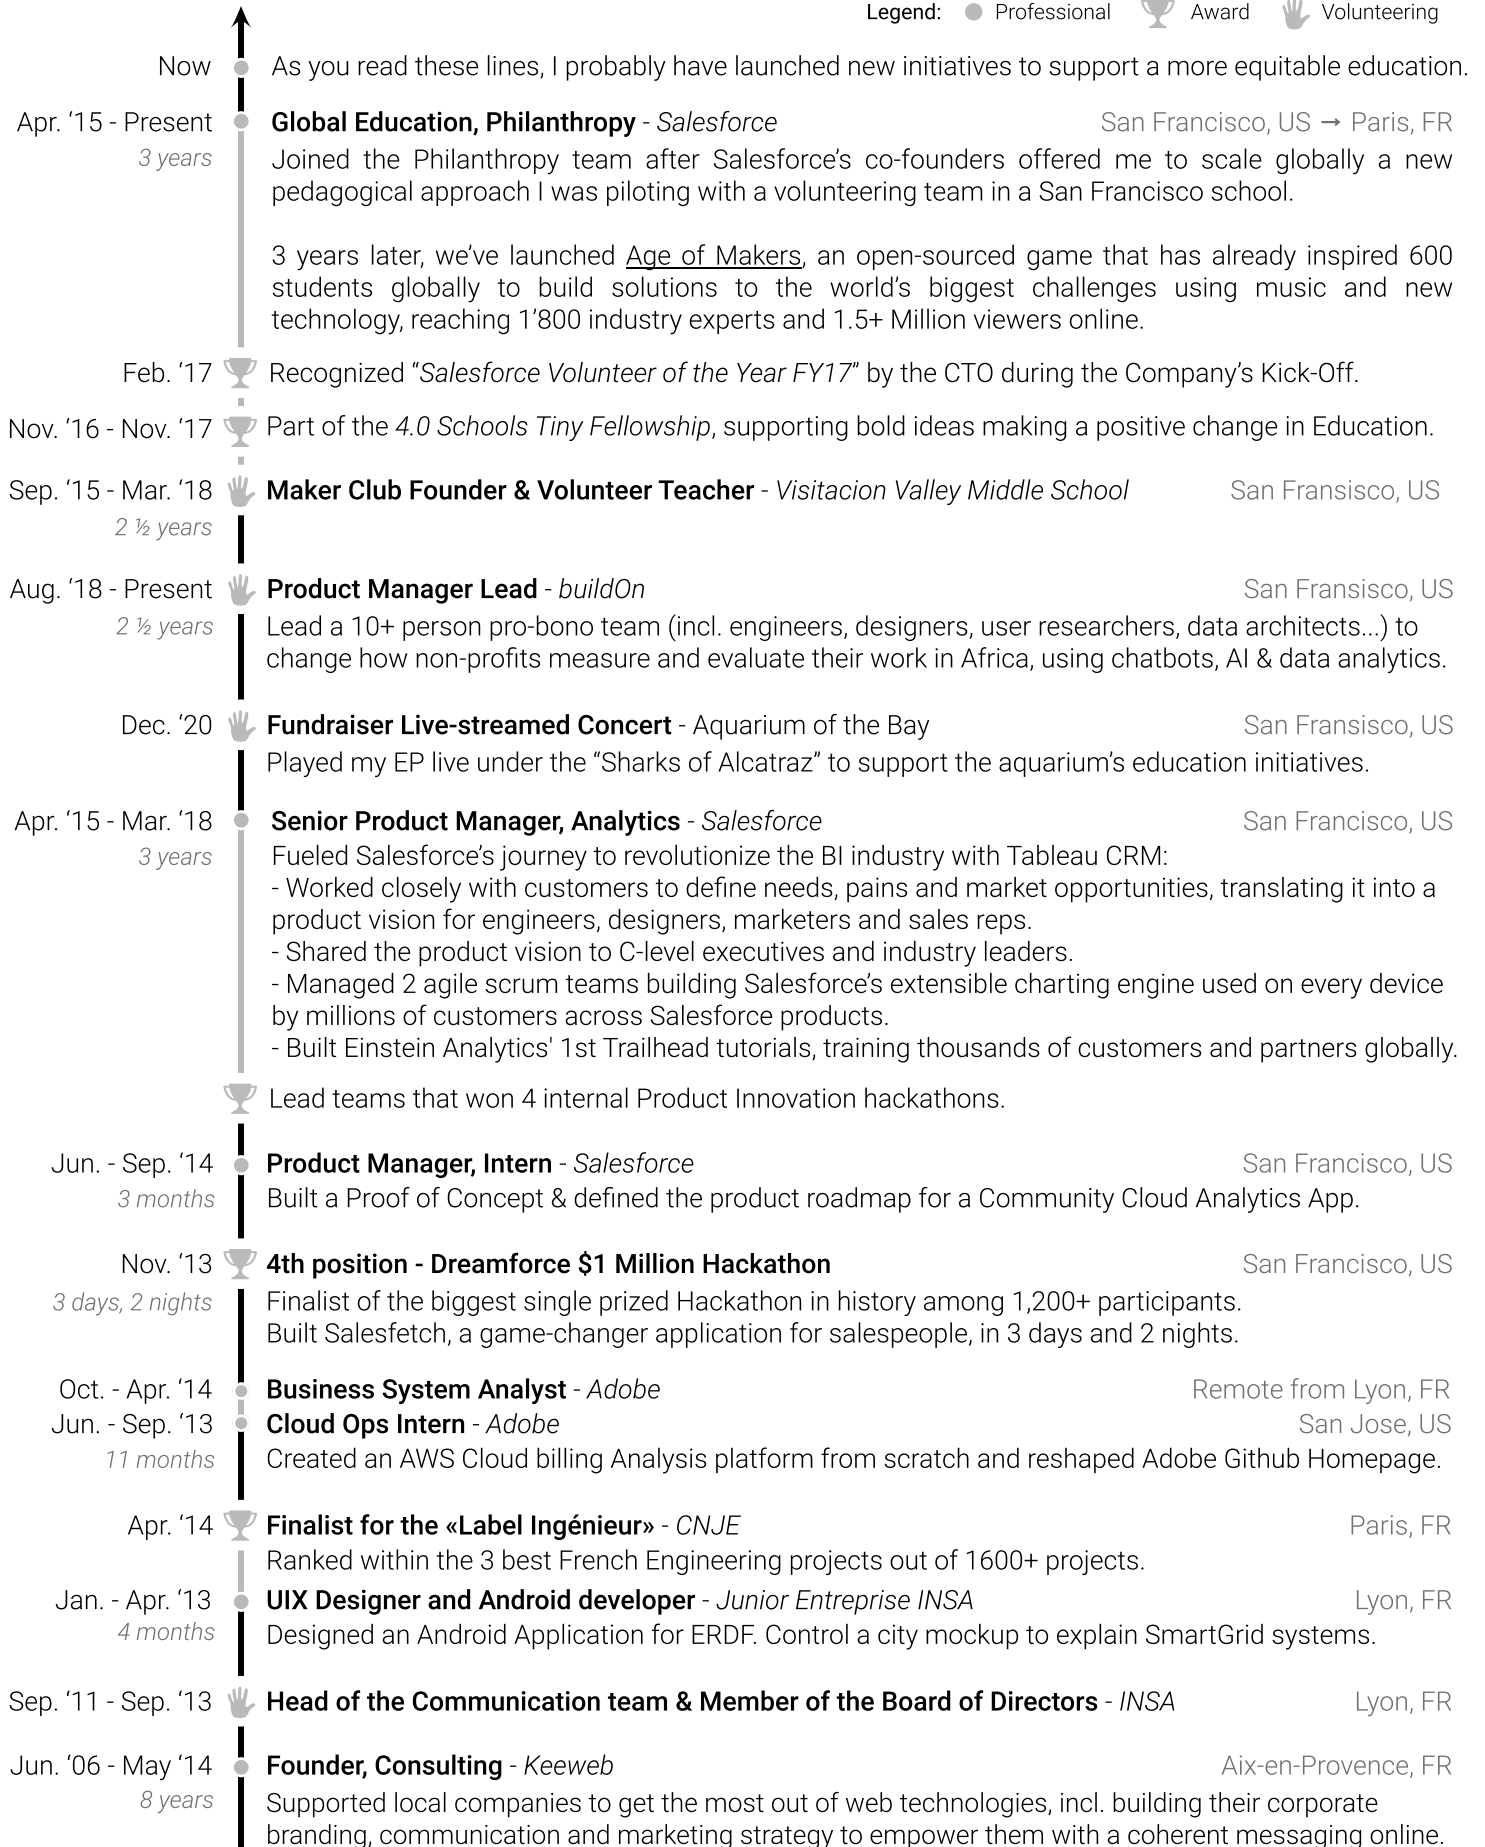 Legend: Professional Award Volunteering
Now As you read these lines, I probably have launched new initiatives to support a more equitable education.
Apr. ‘15 - Present Global Education, Philanthropy - Salesforce San Francisco, US → Paris, FR
3 years Joined the Philanthropy team after Salesforce’s co-founders offered me to scale globally a new
pedagogical approach I was piloting with a volunteering team in a San Francisco school.
3 years later, we’ve launched Age of Makers, an open-sourced game that has already inspired 600
students globally to build solutions to the world’s biggest challenges using music and new
technology, reaching 1’800 industry experts and 1.5+ Million viewers online.
Feb. ‘17 Recognized “Salesforce Volunteer of the Year FY17” by the CTO during the Company’s Kick-Off.
Nov. ‘16 - Nov. ‘17 Part of the 4.0 Schools Tiny Fellowship, supporting bold ideas making a positive change in Education.
Sep. ‘15 - Mar. ‘18 Maker Club Founder & Volunteer Teacher - Visitacion Valley Middle School San Fransisco, US
2 ½ years
Aug. ‘18 - Present Product Manager Lead - buildOn San Fransisco, US
2 ½ years Lead a 10+ person pro-bono team (incl. engineers, designers, user researchers, data architects...) to
change how non-profits measure and evaluate their work in Africa, using chatbots, AI & data analytics.
Dec. ‘20 Fundraiser Live-streamed Concert - Aquarium of the Bay San Fransisco, US
Played my EP live under the “Sharks of Alcatraz” to support the aquarium’s education initiatives.
Apr. ‘15 - Mar. ‘18 Senior Product Manager, Analytics - Salesforce San Francisco, US
3 years Fueled Salesforce’s journey to revolutionize the BI industry with Tableau CRM:
- Worked closely with customers to define needs, pains and market opportunities, translating it into a
product vision for engineers, designers, marketers and sales reps.
- Shared the product vision to C-level executives and industry leaders.
- Managed 2 agile scrum teams building Salesforce’s extensible charting engine used on every device
by millions of customers across Salesforce products.
- Built Einstein Analytics' 1st Trailhead tutorials, training thousands of customers and partners globally.
Lead teams that won 4 internal Product Innovation hackathons.
Jun. - Sep. ‘14 Product Manager, Intern - Salesforce San Francisco, US
3 months Built a Proof of Concept & defined the product roadmap for a Community Cloud Analytics App.
Nov. ‘13 4th position - Dreamforce $1 Million Hackathon San Francisco, US
3 days, 2 nights Finalist of the biggest single prized Hackathon in history among 1,200+ participants.
Built Salesfetch, a game-changer application for salespeople, in 3 days and 2 nights.
Oct. - Apr. ‘14 Business System Analyst - Adobe Remote from Lyon, FR
Jun. - Sep. ‘13 Cloud Ops Intern - Adobe San Jose, US
11 months Created an AWS Cloud billing Analysis platform from scratch and reshaped Adobe Github Homepage.
Apr. ‘14 Finalist for the «Label Ingénieur» - CNJE Paris, FR
Ranked within the 3 best French Engineering projects out of 1600+ projects.
Jan. - Apr. ‘13 UIX Designer and Android developer - Junior Entreprise INSA Lyon, FR
4 months Designed an Android Application for ERDF. Control a city mockup to explain SmartGrid systems.
Sep. ‘11 - Sep. ‘13 Head of the Communication team & Member of the Board of Directors - INSA Lyon, FR
Jun. ‘06 - May ‘14 Founder, Consulting - Keeweb Aix-en-Provence, FR
8 years Supported local companies to get the most out of web technologies, incl. building their corporate
branding, communication and marketing strategy to empower them with a coherent messaging online.